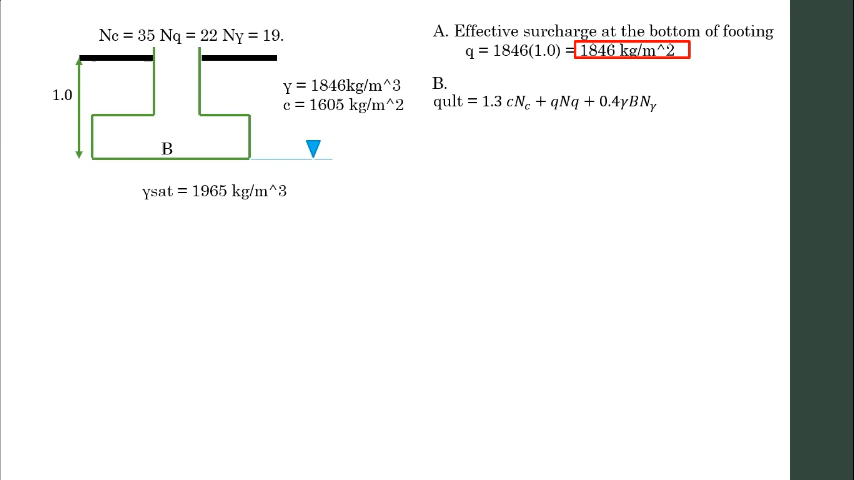 Nc = 35 Nq = 22 Nγ = 19.
1.0
γ = 1846kg/m^3
c = 1605 kg/m^2
B
γsat = 1965 kg/m^3
A. Effective surcharge at the bottom of footing
q = 1846(1.0) = 1846 kg/m^2
B.
qult = 1.3 cN_c + qNq + 0.4γBN_γ